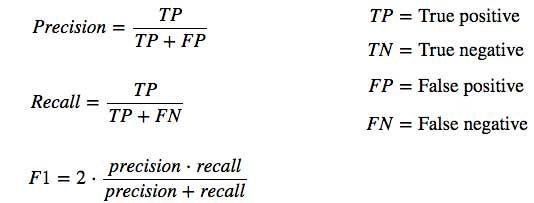 Precision = TP / TP + FP
Recall = TP / TP + FN
F1 = 2 · precision · recall / precision + recall
TP = True positive
TN = True negative
FP = False positive
FN = False negative